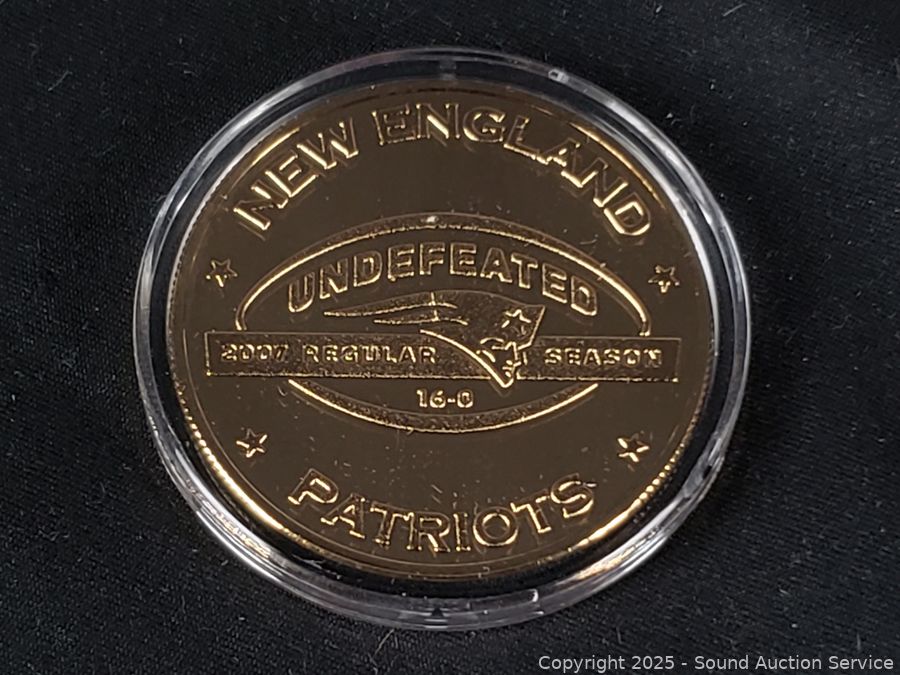 NEW ENGLAND
UNDEFEATED
2007 REGULAR SEASON
16-0
PATRIOTS
Copyright © 2025 - Sound Auction Service